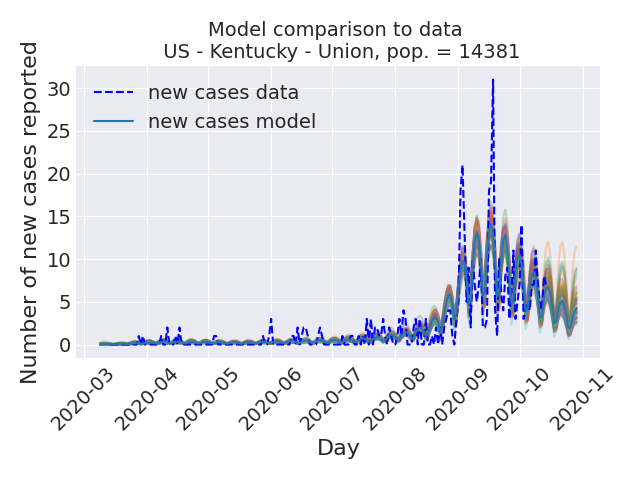 Model comparison to data
US - Kentucky - Union, pop. = 14381
Number of new cases reported
30
25
20
15
10
5
0
new cases data
new cases model
2020-03
2020-04
2020-05
2020-06
2020-07
2020-08
2020-09
2020-10
2020-11
Day